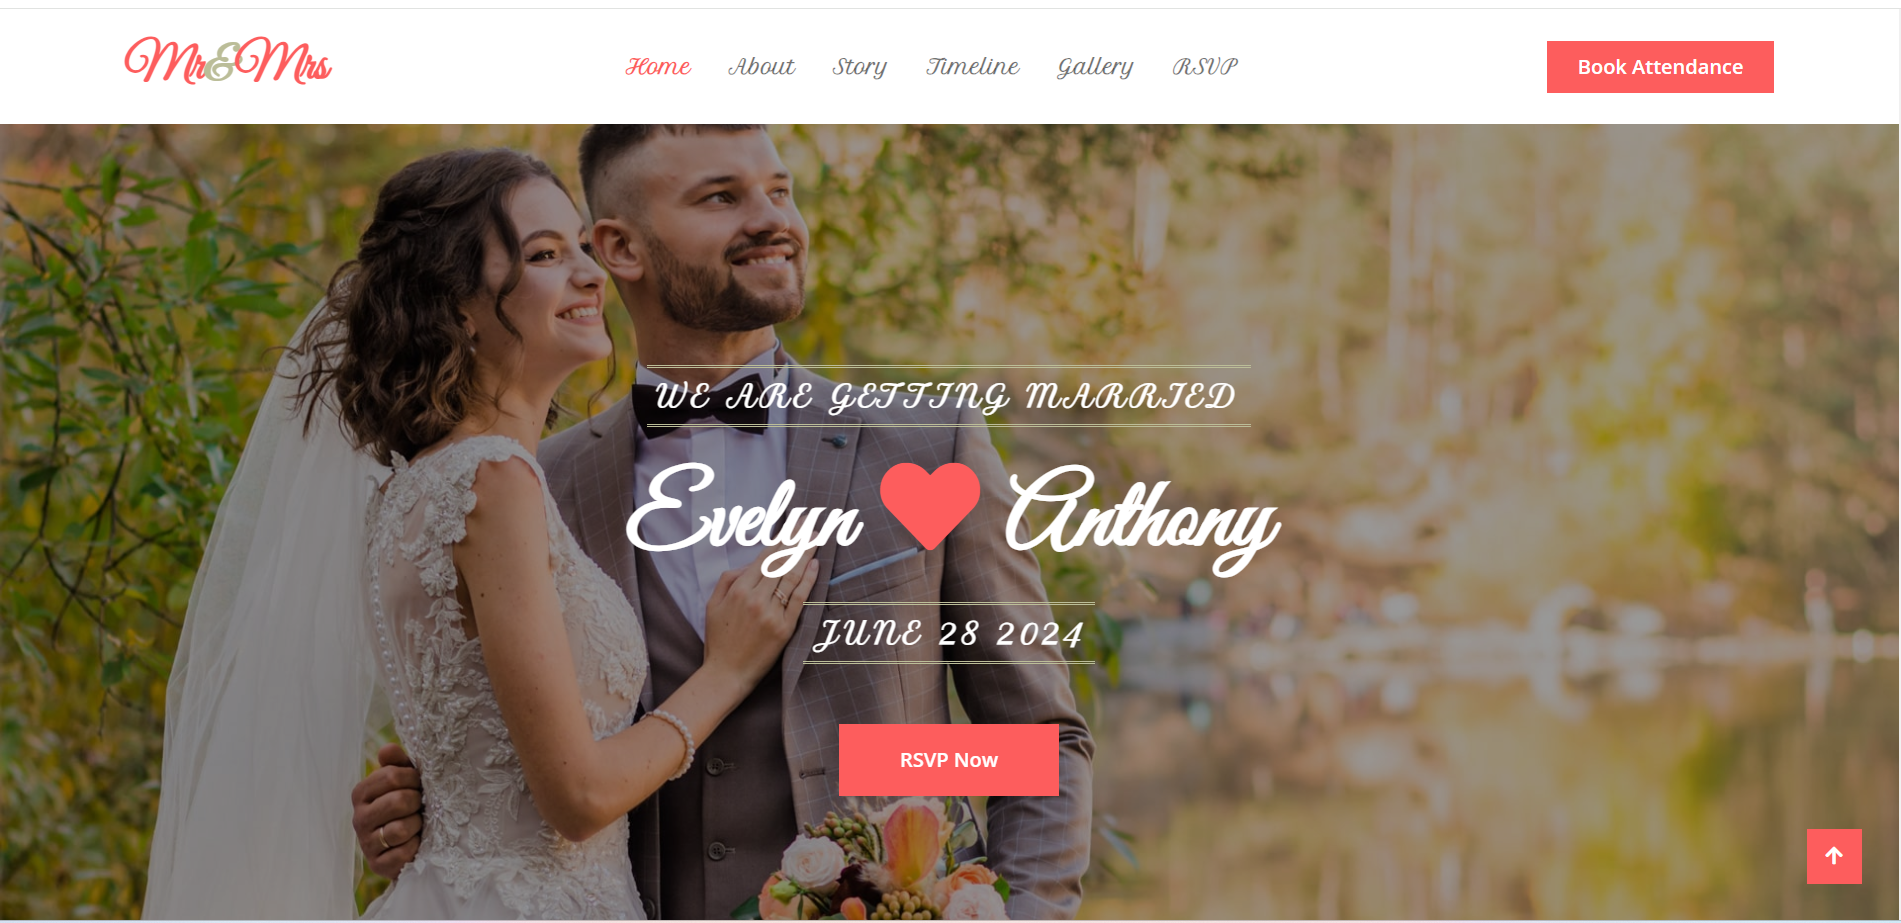 Mr&Mrs
Home About Story Timeline Gallery RSVP
Book Attendance
WE ARE GETTING MARRIED
Evelyn Anthony
JUNE 28 2024
RSVP Now